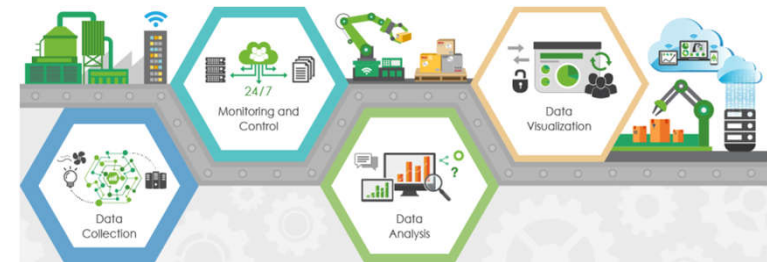 24/7
Monitoring and
Control
Data
Visualization
Data
Collection
?
Data
Analysis